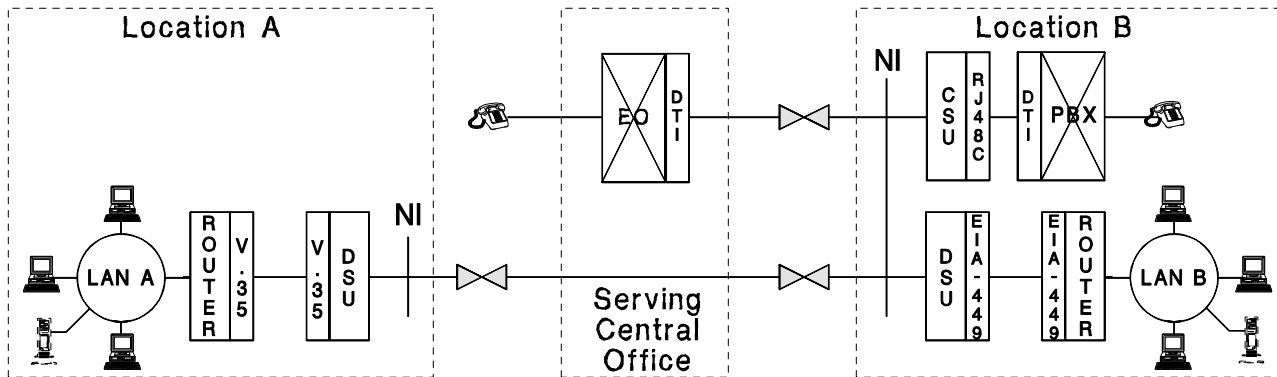 Location A
Location B
NI
EO
DTI
CSU
RJ48C
DTI
PBX
NI
LAN A
ROUTER
V.35
V.35
DSU
DSU
EIA-449
EIA-449
ROUTER
LAN B
Serving
Central
Office